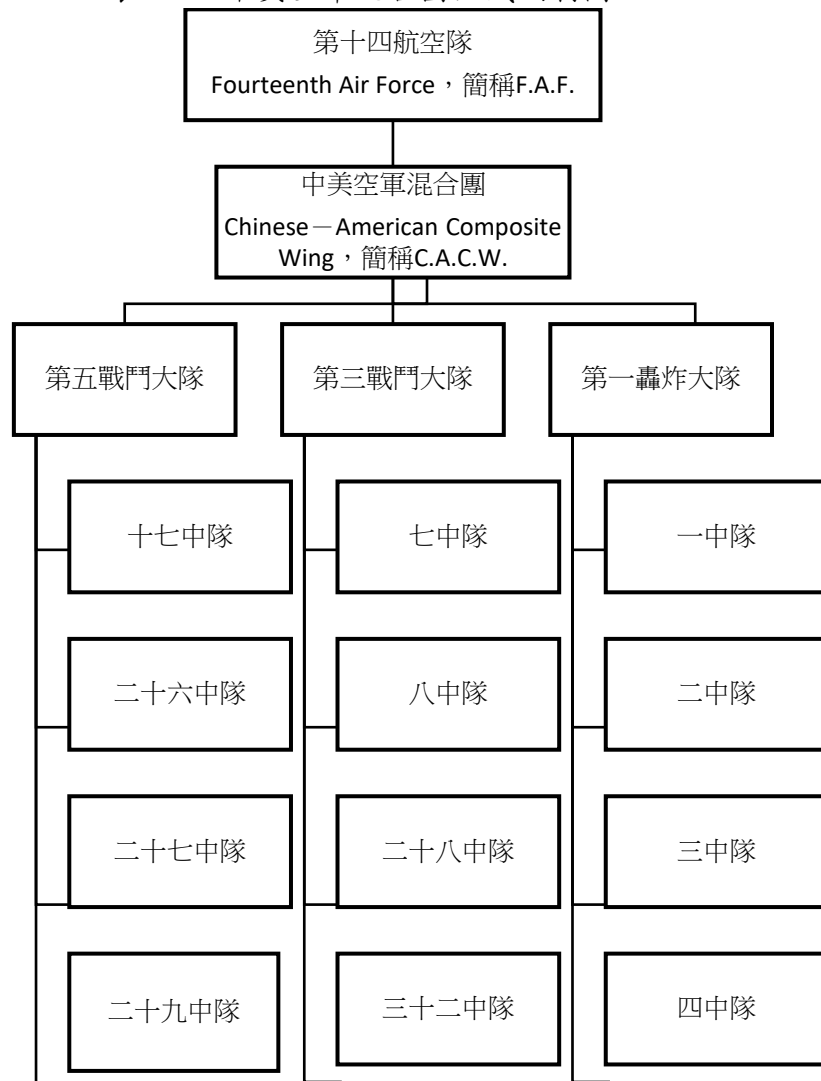 第十四航空隊
Fourteenth Air Force，簡稱F.A.F.
中美空軍混合團
Chinese－American Composite
Wing，簡稱C.A.C.W.
第五戰鬥大隊
第三戰鬥大隊
第一轟炸大隊
十七中隊
七中隊
一中隊
二十六中隊
八中隊
二中隊
二十七中隊
二十八中隊
三中隊
二十九中隊
三十二中隊
四中隊